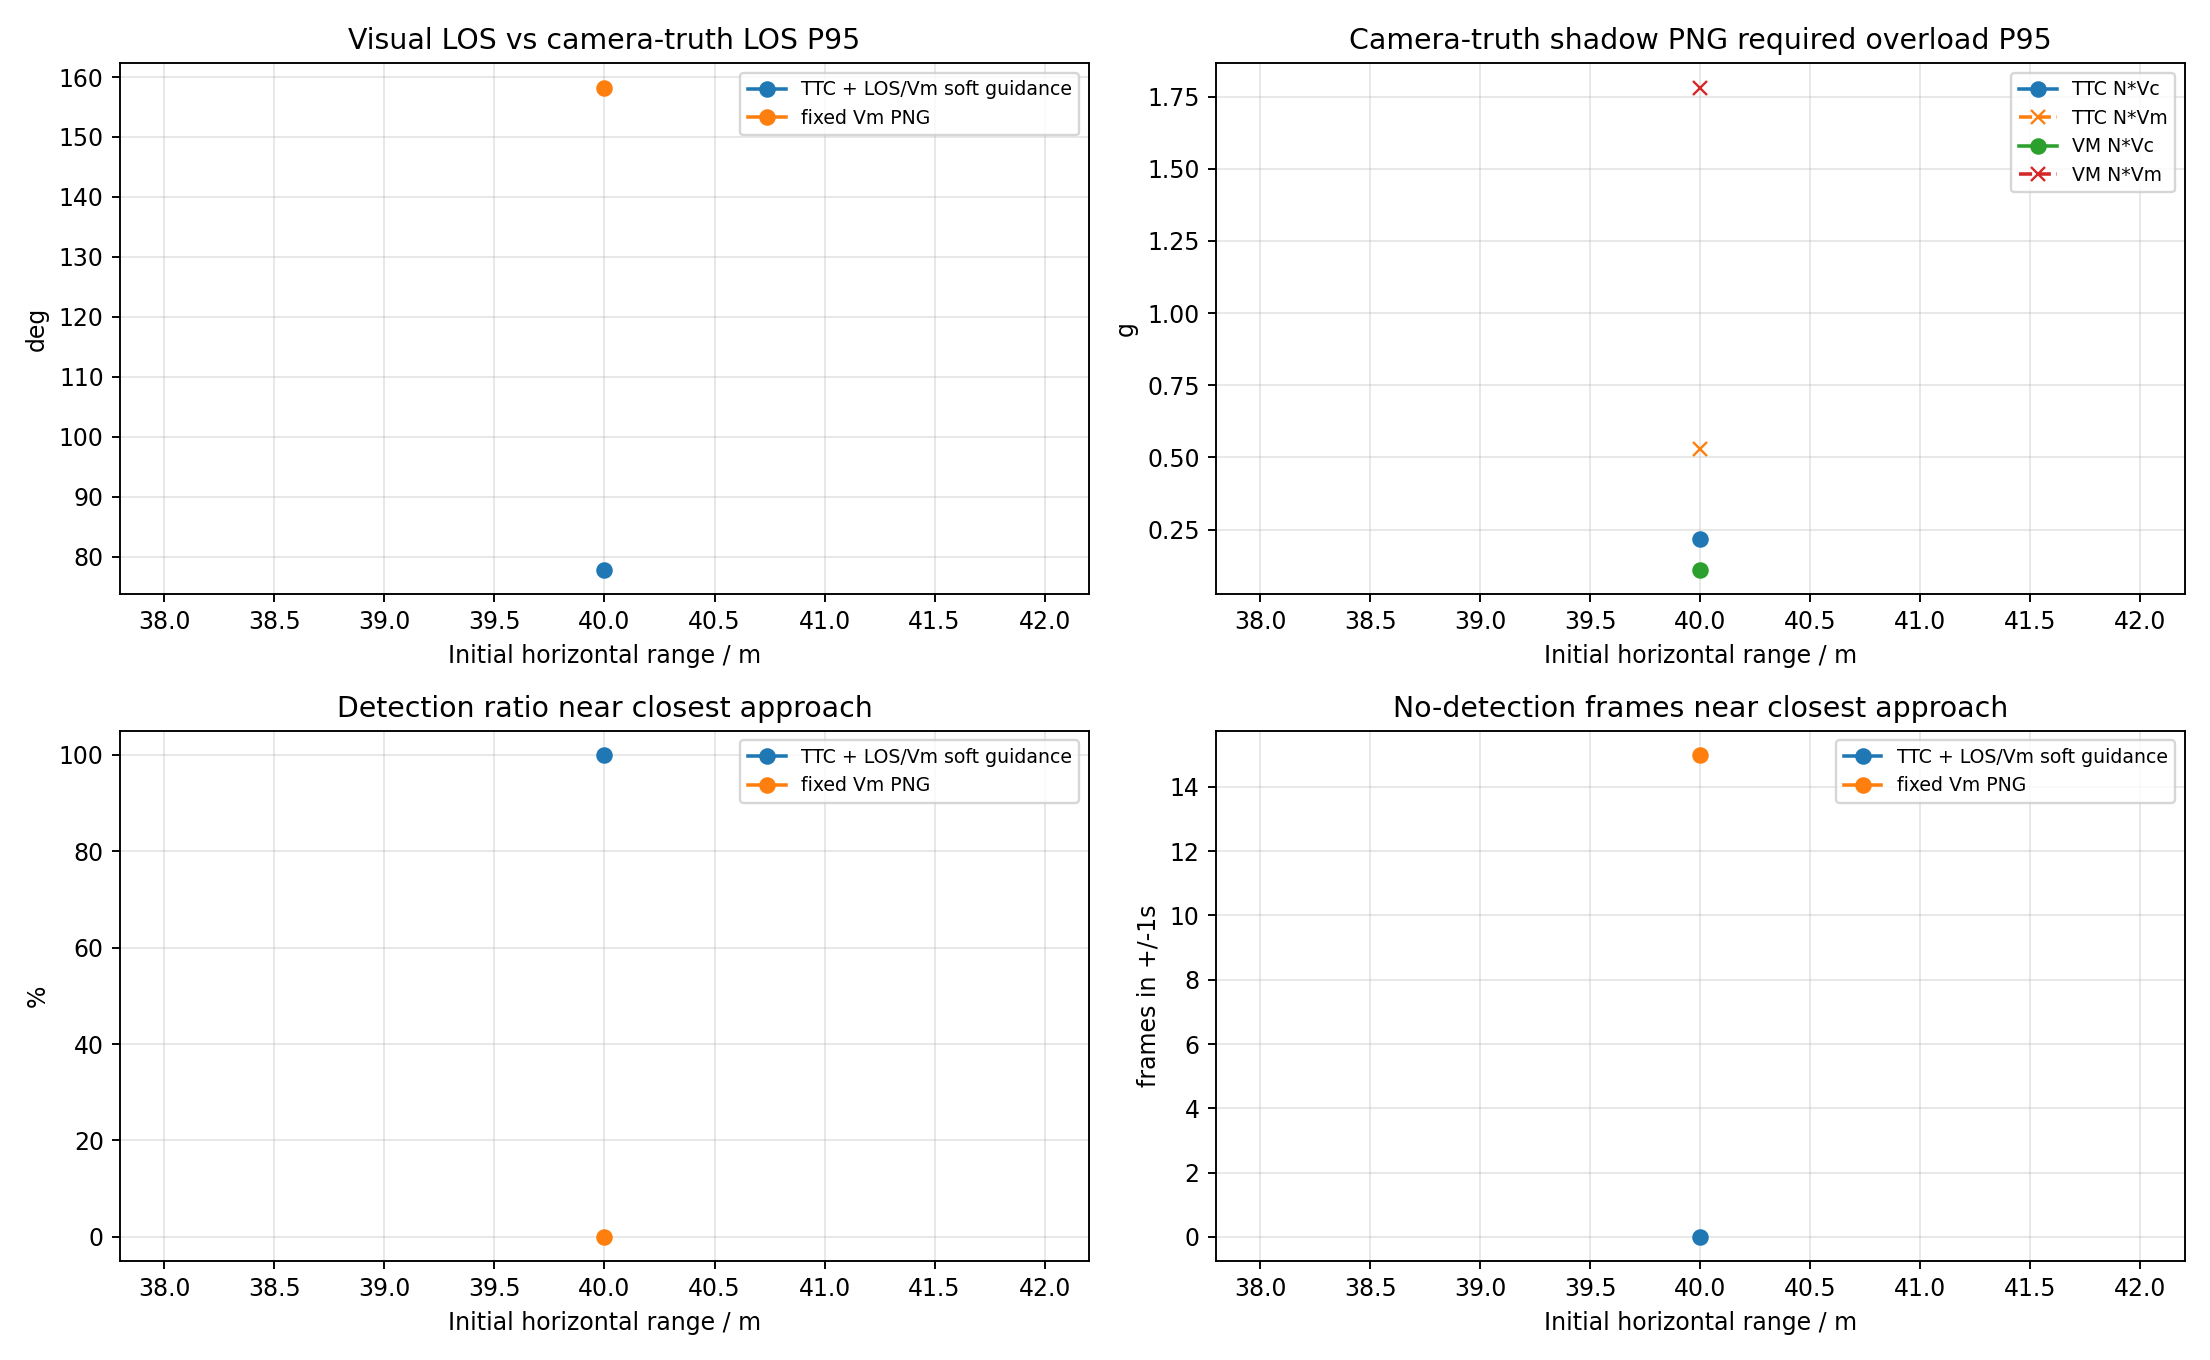 Visual LOS vs camera-truth LOS P95
160
150
140
130
120
110
100
90
80
deg
TTC + LOS/Vm soft guidance
fixed Vm PNG
38.0 38.5 39.0 39.5 40.0 40.5 41.0 41.5 42.0
Initial horizontal range / m
Camera-truth shadow PNG required overload P95
1.75
1.50
1.25
1.00
0.75
0.50
0.25
g
TTC N*Vc
TTC N*Vm
VM N*Vc
VM N*Vm
38.0 38.5 39.0 39.5 40.0 40.5 41.0 41.5 42.0
Initial horizontal range / m
Detection ratio near closest approach
100
80
60
40
20
0
%
TTC + LOS/Vm soft guidance
fixed Vm PNG
38.0 38.5 39.0 39.5 40.0 40.5 41.0 41.5 42.0
Initial horizontal range / m
No-detection frames near closest approach
14
12
10
8
6
4
2
0
frames in +/-1s
TTC + LOS/Vm soft guidance
fixed Vm PNG
38.0 38.5 39.0 39.5 40.0 40.5 41.0 41.5 42.0
Initial horizontal range / m